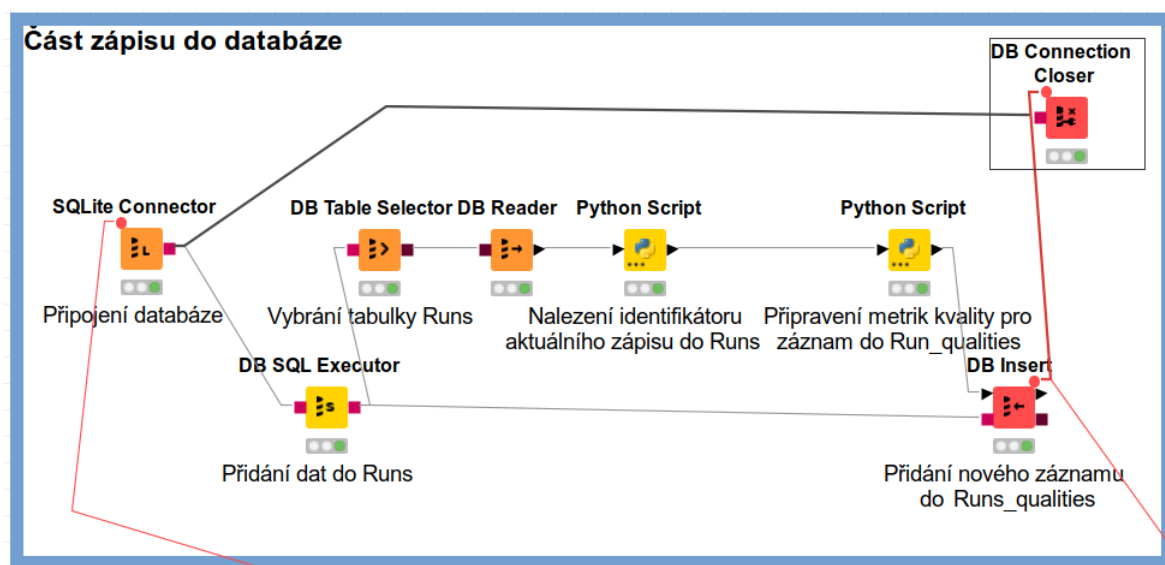 Část zápisu do databáze
DB Connection
Closer
SQLite Connector
Připojení databáze
DB Table Selector
Vybrání tabulky Runs
DB Reader
Python Script
Nalezení identifikátoru
aktuálního zápisu do Runs
Python Script
Připravení metrik kvality pro
záznam do Run_qualities
DB SQL Executor
Přidání dat do Runs
DB Insert
Přidání nového záznamu
do Runs_qualities